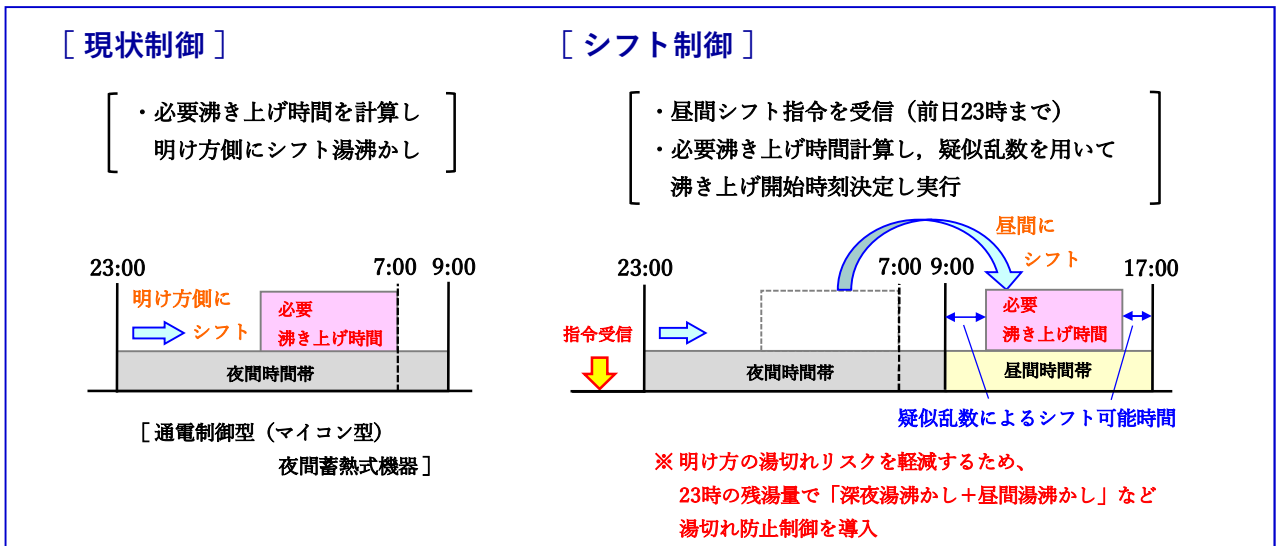 ［ 現状制御 ］
・必要沸き上げ時間を計算し
明け方側にシフト湯沸かし
23:00
7:00
9:00
明け方側に
シフト
必要
沸き上げ時間
夜間時間帯
［ 通電制御型（マイコン型）
夜間蓄熱式機器 ］
［ シフト制御 ］
・昼間シフト指令を受信（前日23時まで）
・必要沸き上げ時間計算し，疑似乱数を用いて
沸き上げ開始時刻決定し実行
昼間に
シフト
23:00
7:00
9:00
17:00
指令受信
必要
沸き上げ時間
夜間時間帯
昼間時間帯
疑似乱数によるシフト可能時間
※ 明け方の湯切れリスクを軽減するため、
23時の残湯量で「深夜湯沸かし＋昼間湯沸かし」など
湯切れ防止制御を導入